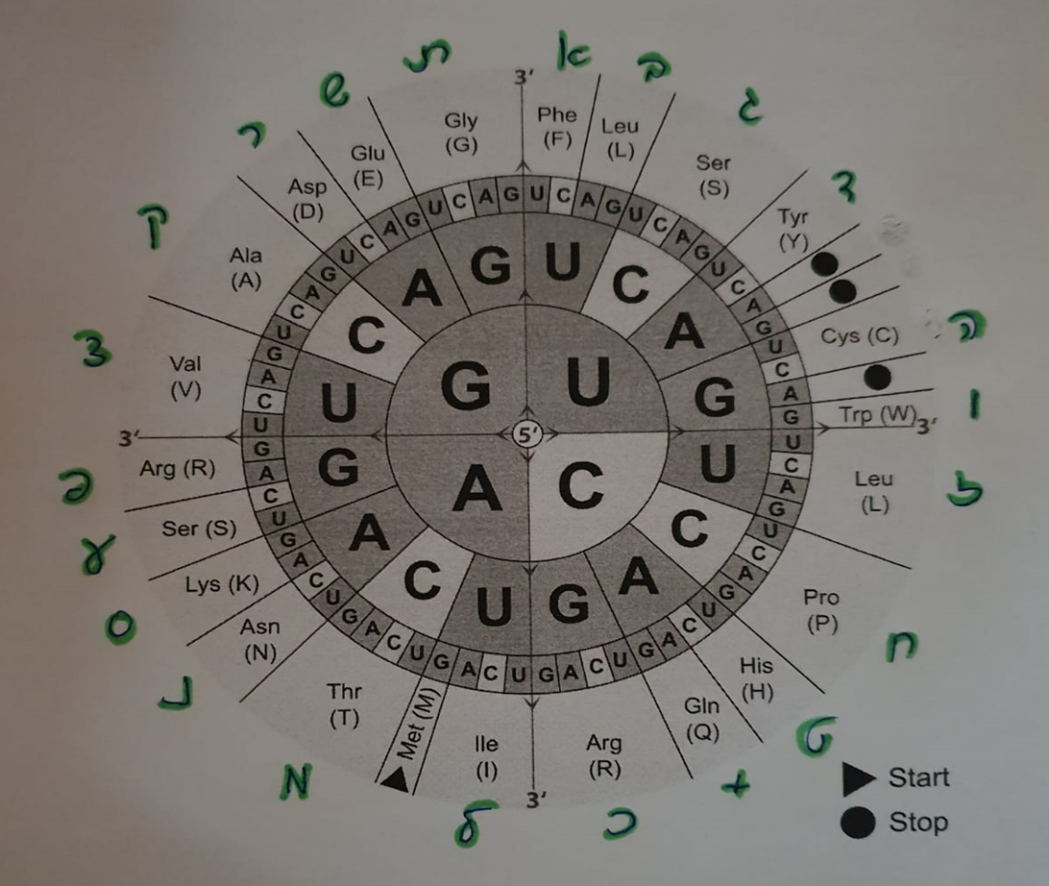 א
ב
ג
ד
ה
ו
ז
ח
ט
כ
ל
מ
נ
ס
ע
פ
צ
ק
ר
ש
ת
3'
Phe
(F)
Leu
(L)
Ser
(S)
Tyr
(Y)
Cys (C)
Trp (W)
3'
Leu
(L)
Pro
(P)
His
(H)
Gln
(Q)
Arg
(R)
3'
Ile
(I)
Met (M)
Thr
(T)
Asn
(N)
Lys (K)
Ser (S)
Arg (R)
3'
Val
(V)
Ala
(A)
Asp
(D)
Glu
(E)
Gly
(G)
U C A G U C A G U C A G U C A G
U C A G U C A G U C A G U C A G
U C A G U C A G U C A G U C A G
U C A G U C A G U C A G U C A G
U C A G
U C A G
U C A G
U C A G
G U
5'
A C
Start
Stop